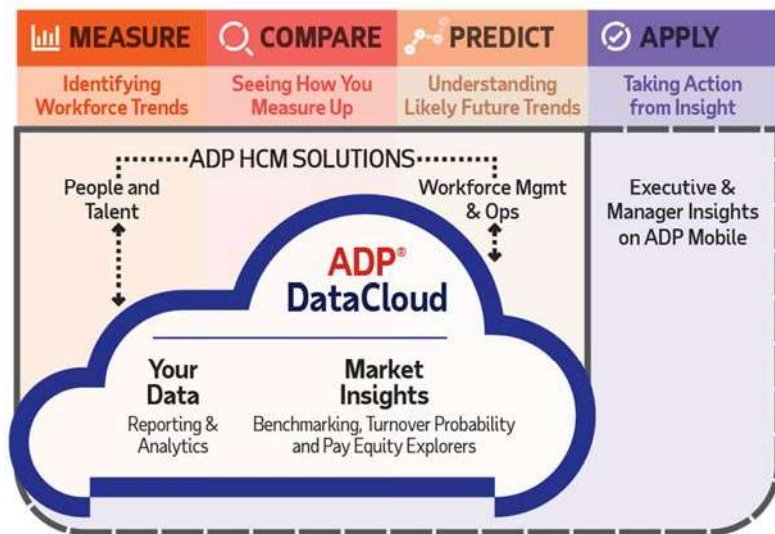 MEASURE
COMPARE
PREDICT
APPLY
Identifying
Workforce Trends
Seeing How You
Measure Up
Understanding
Likely Future Trends
Taking Action
from Insight
ADP HCM SOLUTIONS
People and
Talent
Workforce Mgmt
& Ops
Executive &
Manager Insights
on ADP Mobile
ADP®
DataCloud
Your
Data
Reporting &
Analytics
Market
Insights
Benchmarking, Turnover Probability
and Pay Equity Explorers